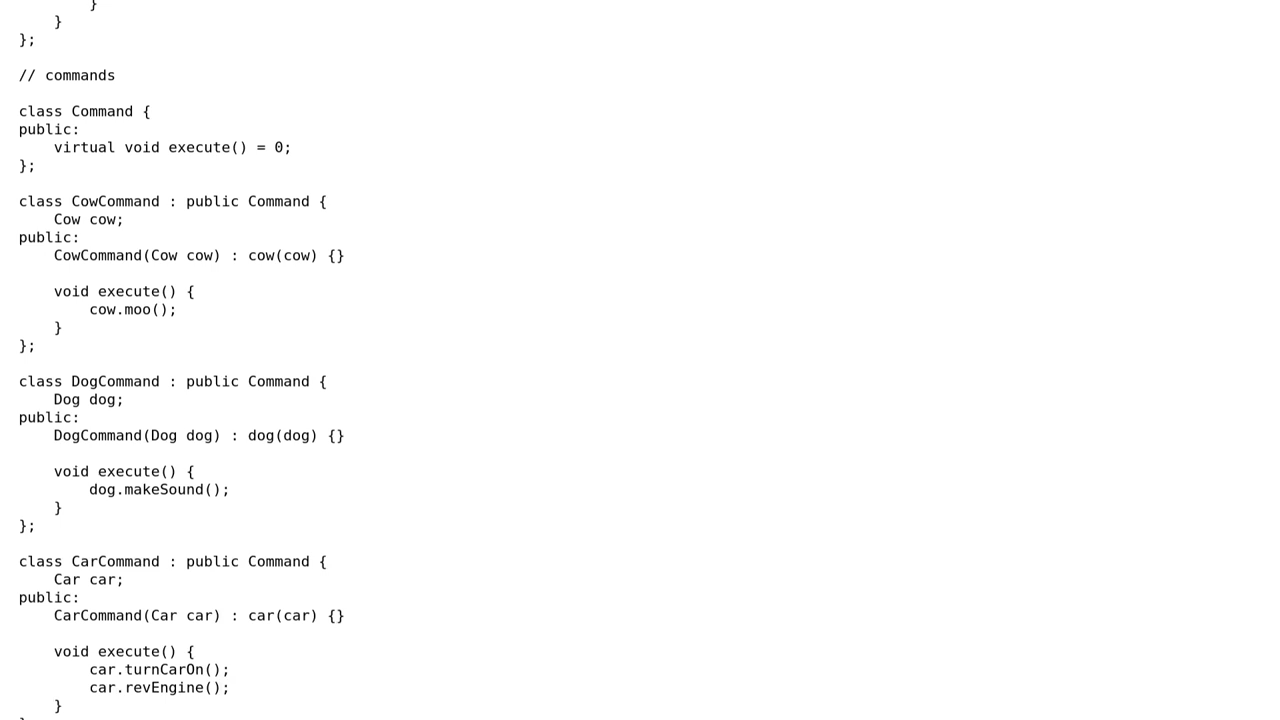 }
    }
};

// commands

class Command {
public:
    virtual void execute() = 0;
};

class CowCommand : public Command {
    Cow cow;
public:
    CowCommand(Cow cow) : cow(cow) {}

    void execute() {
        cow.moo();
    }
};

class DogCommand : public Command {
    Dog dog;
public:
    DogCommand(Dog dog) : dog(dog) {}

    void execute() {
        dog.makeSound();
    }
};

class CarCommand : public Command {
    Car car;
public:
    CarCommand(Car car) : car(car) {}

    void execute() {
        car.turnCarOn();
        car.revEngine();
    }